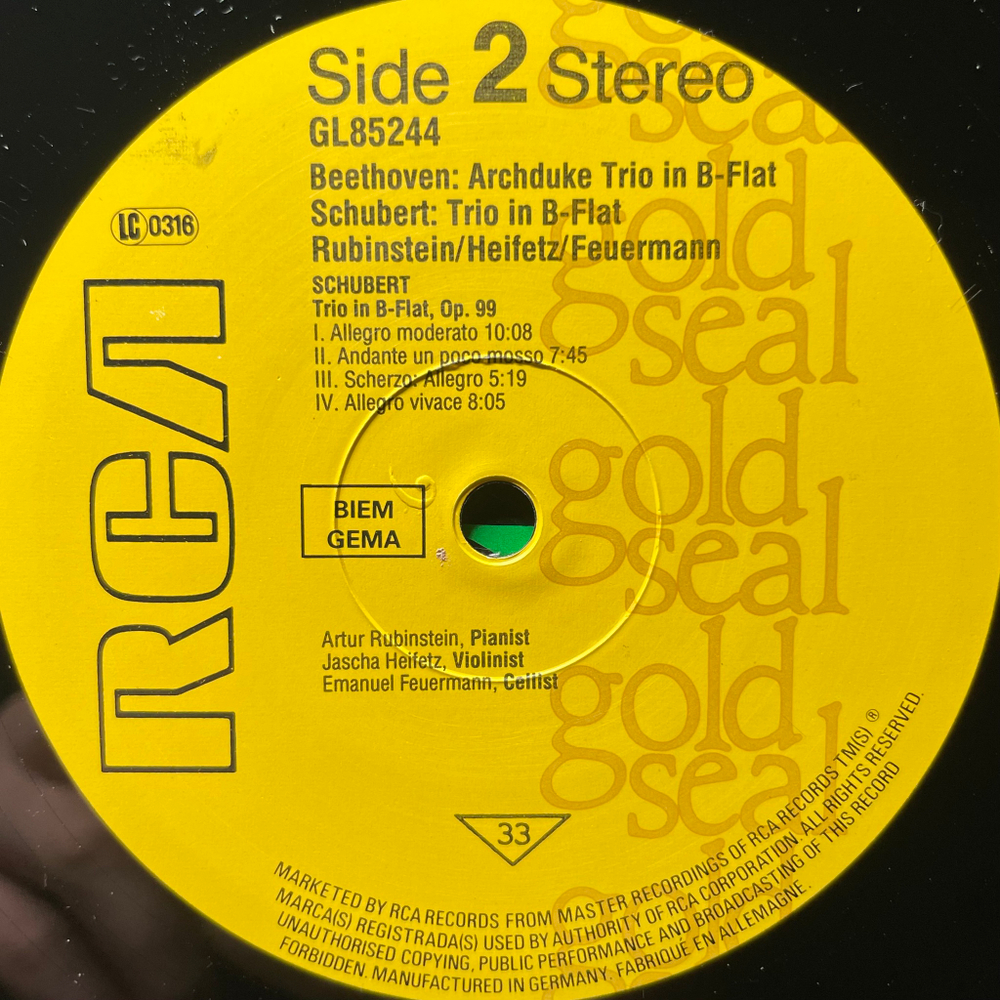 Side 2 Stereo
GL85244
Beethoven: Archduke Trio in B-Flat
Schubert: Trio in B-Flat
Rubinstein/Heifetz/Feuermann
LC 0316
SCHUBERT
Trio in B-Flat, Op. 99
I. Allegro moderato 10:08
II. Andante un poco mosso 7:45
III. Scherzo: Allegro 5:19
IV. Allegro vivace 8:05
RCA
BIEM
GEMA
Artur Rubinstein, Pianist
Jascha Heifetz, Violinist
Emanuel Feuermann, Cellist
33
gold
seal
gold
seal
gold
seal
gold
seal
MARKETED BY RCA RECORDS FROM MASTER RECORDINGS OF RCA RECORDS TM(S) ®
MARCA(S) REGISTRADA(S) USED BY AUTHORITY OF RCA CORPORATION. ALL RIGHTS RESERVED.
UNAUTHORISED COPYING, PUBLIC PERFORMANCE AND BROADCASTING OF THIS RECORD
FORBIDDEN. MANUFACTURED IN GERMANY. FABRIQUÉ EN ALLEMAGNE.